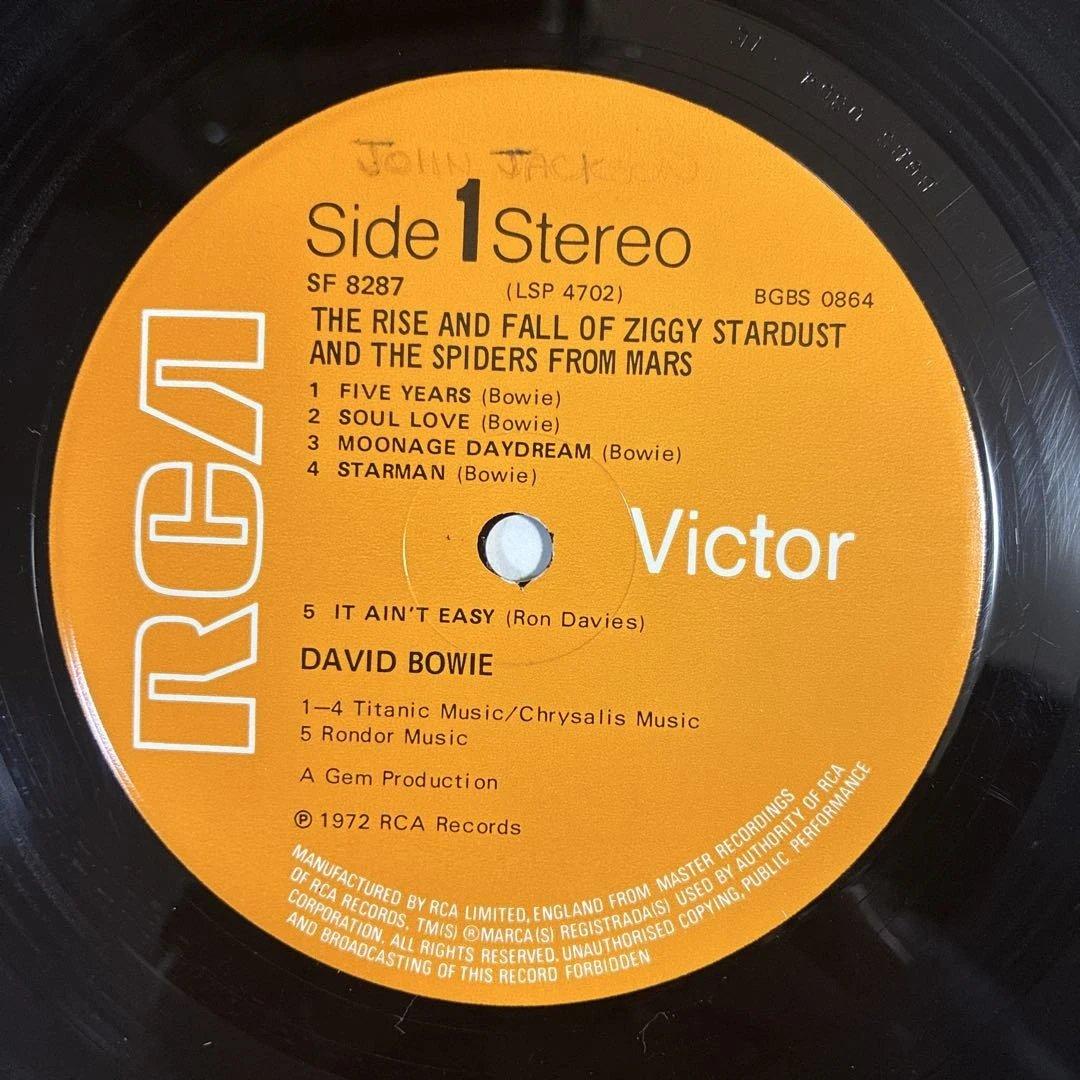 JOHN JACKSON
Side 1 Stereo
SF 8287 (LSP 4702) BGBS 0864
THE RISE AND FALL OF ZIGGY STARDUST
AND THE SPIDERS FROM MARS
1 FIVE YEARS (Bowie)
2 SOUL LOVE (Bowie)
3 MOONAGE DAYDREAM (Bowie)
4 STARMAN (Bowie)
RCA
Victor
5 IT AIN'T EASY (Ron Davies)
DAVID BOWIE
1—4 Titanic Music/Chrysalis Music
5 Rondor Music
A Gem Production
℗ 1972 RCA Records
MANUFACTURED BY RCA LIMITED, ENGLAND FROM MASTER RECORDINGS
OF RCA RECORDS, TM(S) ® MARCA(S) REGISTRADA(S) USED BY AUTHORITY OF RCA
CORPORATION, ALL RIGHTS RESERVED. UNAUTHORISED COPYING, PUBLIC PERFORMANCE
AND BROADCASTING OF THIS RECORD FORBIDDEN